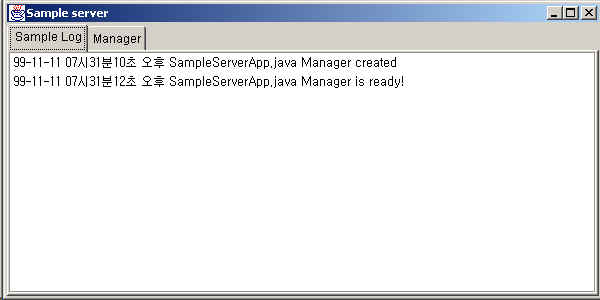 Sample server
Sample Log
Manager
99-11-11 07시31분10초 오후 SampleServerApp,java Manager created
99-11-11 07시31분12초 오후 SampleServerApp,java Manager is ready!